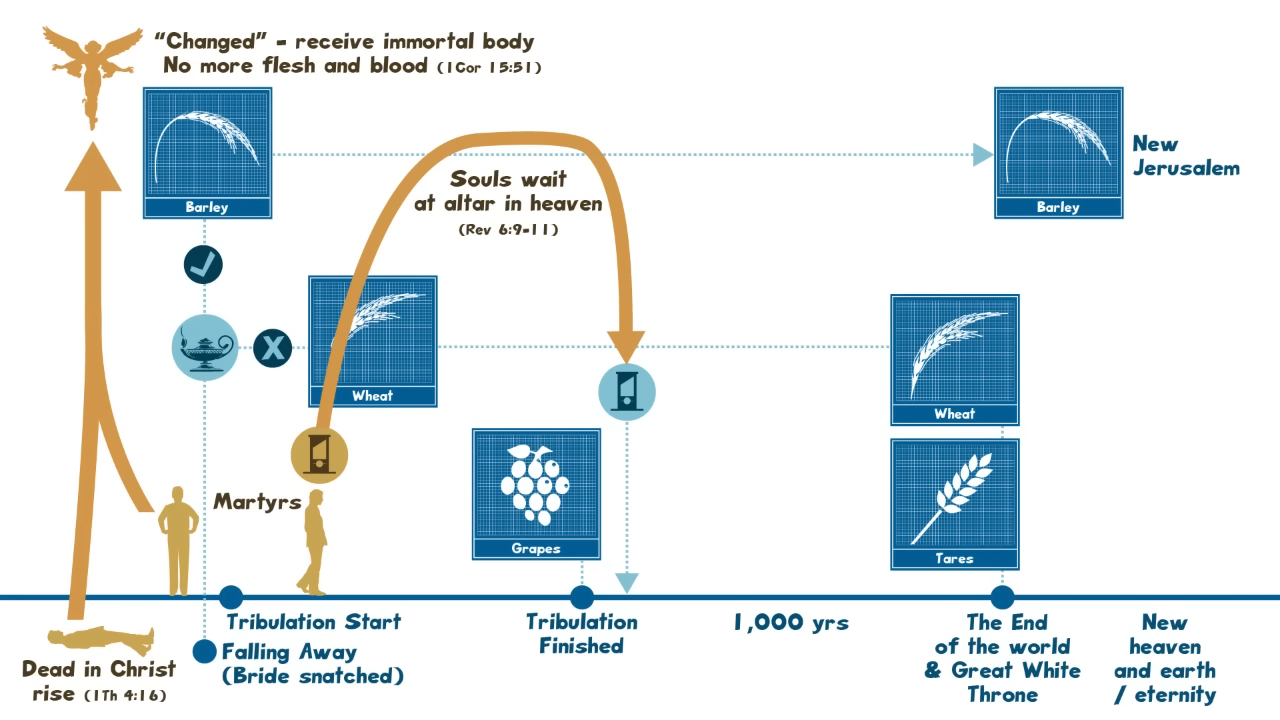 “Changed” - receive immortal body
No more flesh and blood (1Cor 15:51)
Barley
Souls wait
at altar in heaven
(Rev 6:9-11)
Barley
New
Jerusalem
X
Wheat
Wheat
Martyrs
Grapes
Tares
Tribulation Start
Falling Away
(Bride snatched)
Dead in Christ
rise (1Th 4:16)
Tribulation
Finished
1,000 yrs
The End
of the world
& Great White
Throne
New
heaven
and earth
/ eternity